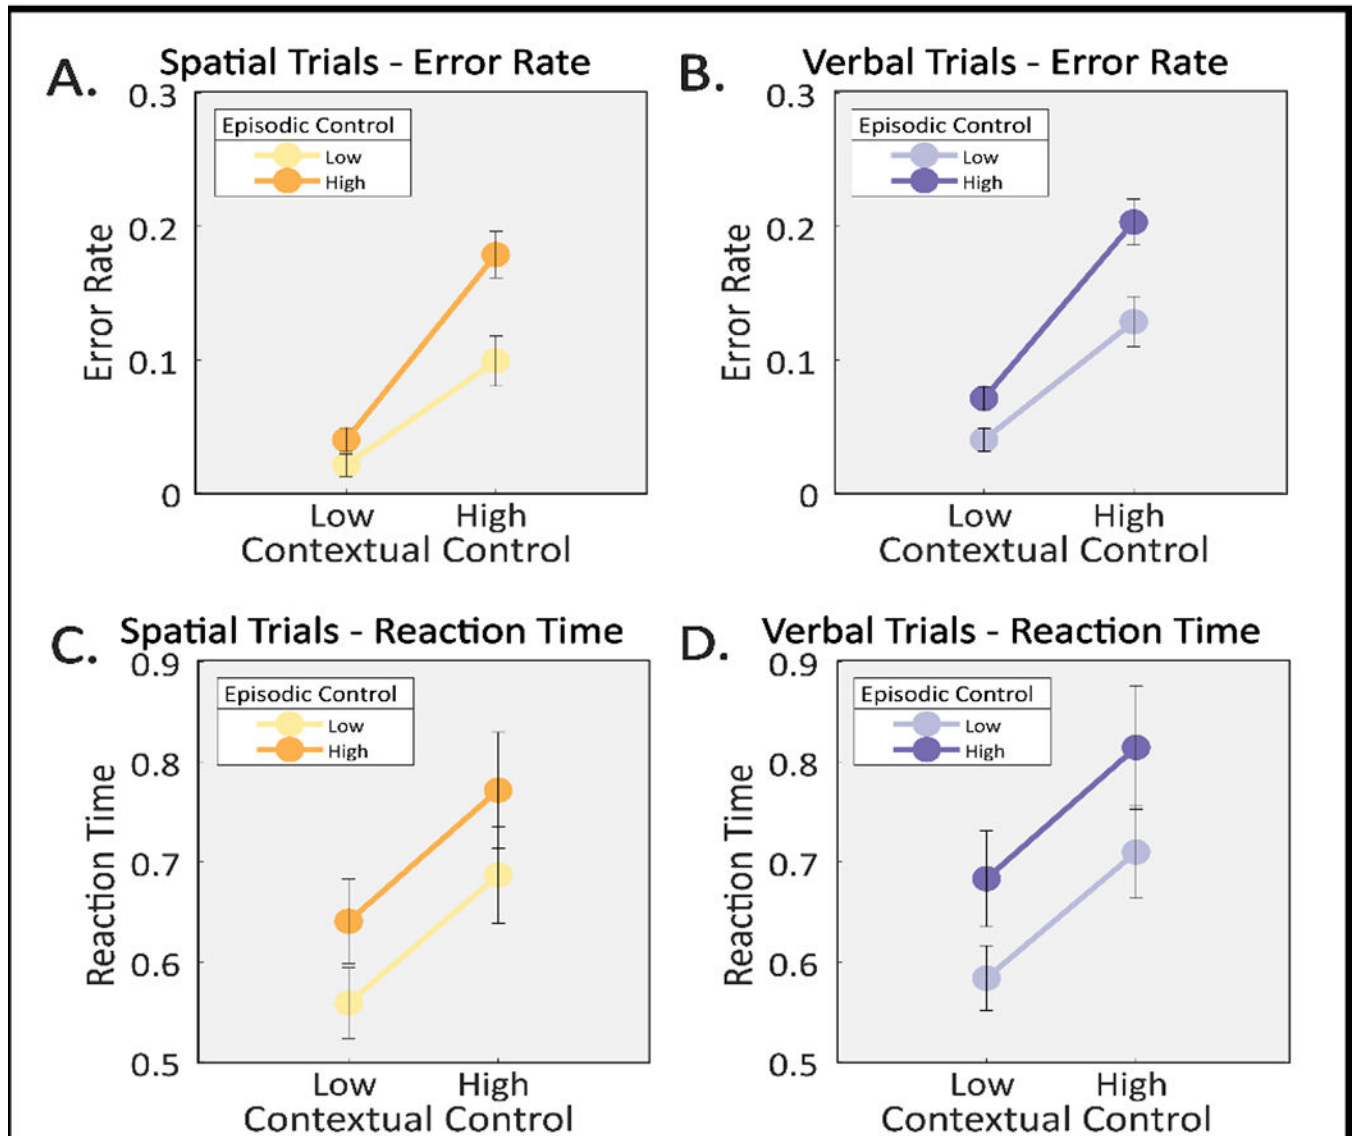 A.
Spatial Trials - Error Rate
0.3
0.2
0.1
0
Error Rate
Episodic Control
Low
High
Low High
Contextual Control
B.
Verbal Trials - Error Rate
0.3
0.2
0.1
0
Error Rate
Episodic Control
Low
High
Low High
Contextual Control
C.
Spatial Trials - Reaction Time
0.9
0.8
0.7
0.6
0.5
Reaction Time
Episodic Control
Low
High
Low High
Contextual Control
D.
Verbal Trials - Reaction Time
0.9
0.8
0.7
0.6
0.5
Reaction Time
Episodic Control
Low
High
Low High
Contextual Control